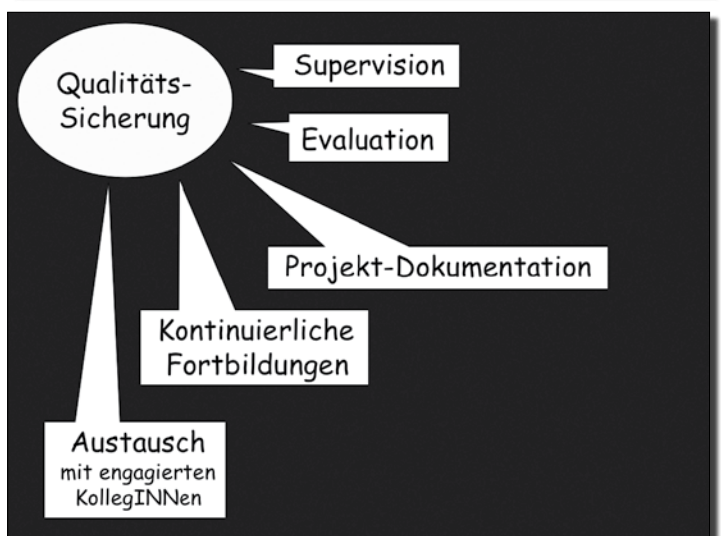 Qualitäts-
Sicherung
Supervision
Evaluation
Projekt-Dokumentation
Kontinuierliche
Fortbildungen
Austausch
mit engagierten
KollegINNen